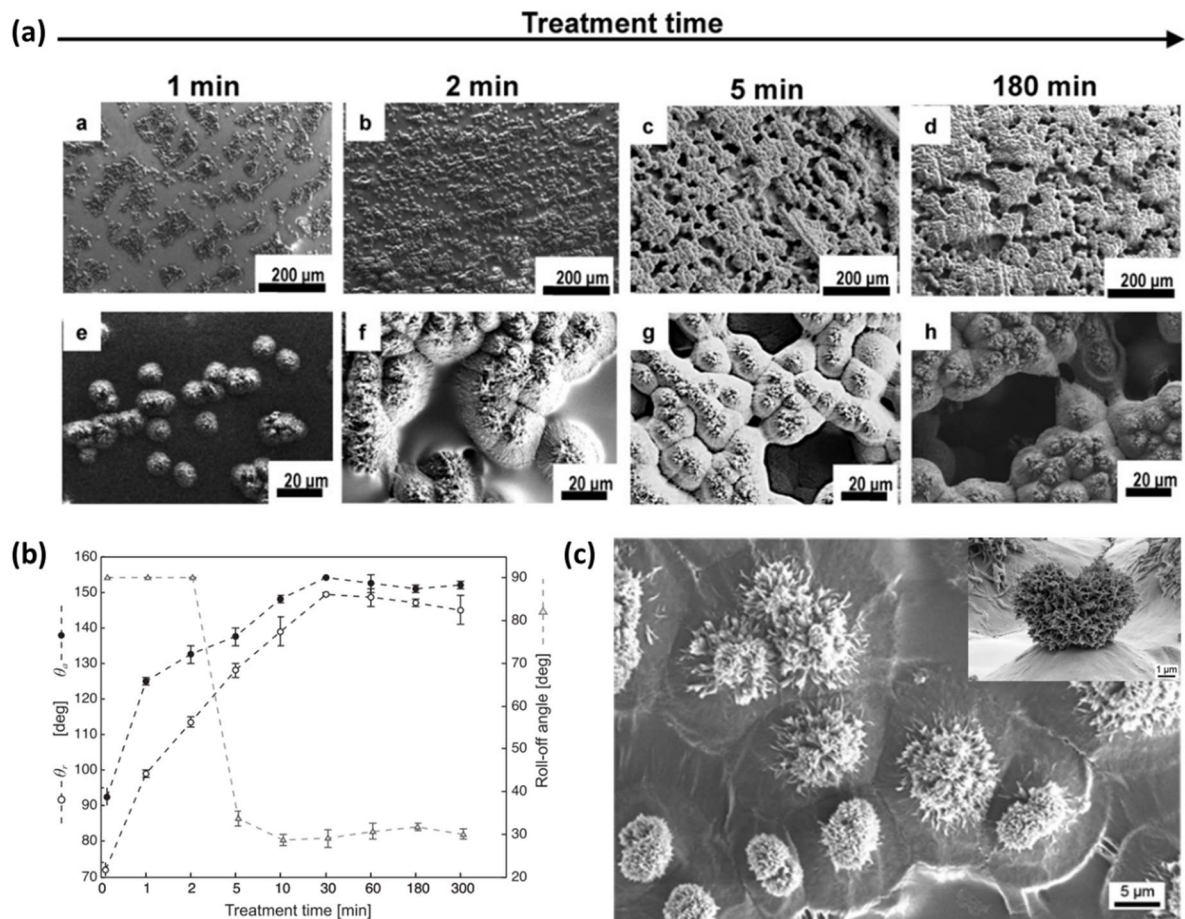 (a)
Treatment time
1 min 2 min 5 min 180 min
a b c d
200 µm 200 µm 200 µm 200 µm
e f g h
20 µm 20 µm 20 µm 20 µm
(b)
160
150
140
130
120
110
100
90
80
70
θa
[deg]
θr
90
80
70
60
50
40
30
20
Roll-off angle [deg]
0 1 2 5 10 30 60 180 300
Treatment time [min]
(c)
1 µm
5 µm